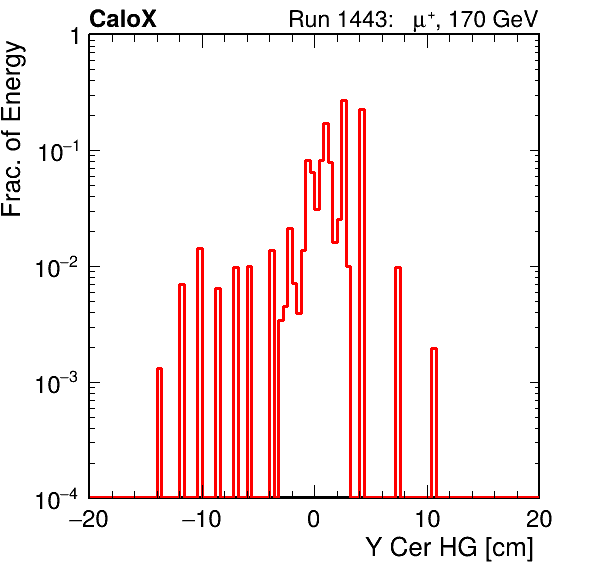 CaloX Run 1443: μ⁺, 170 GeV
Frac. of Energy
1
10⁻¹
10⁻²
10⁻³
10⁻⁴
−20 −10 0 10 20
Y Cer HG [cm]